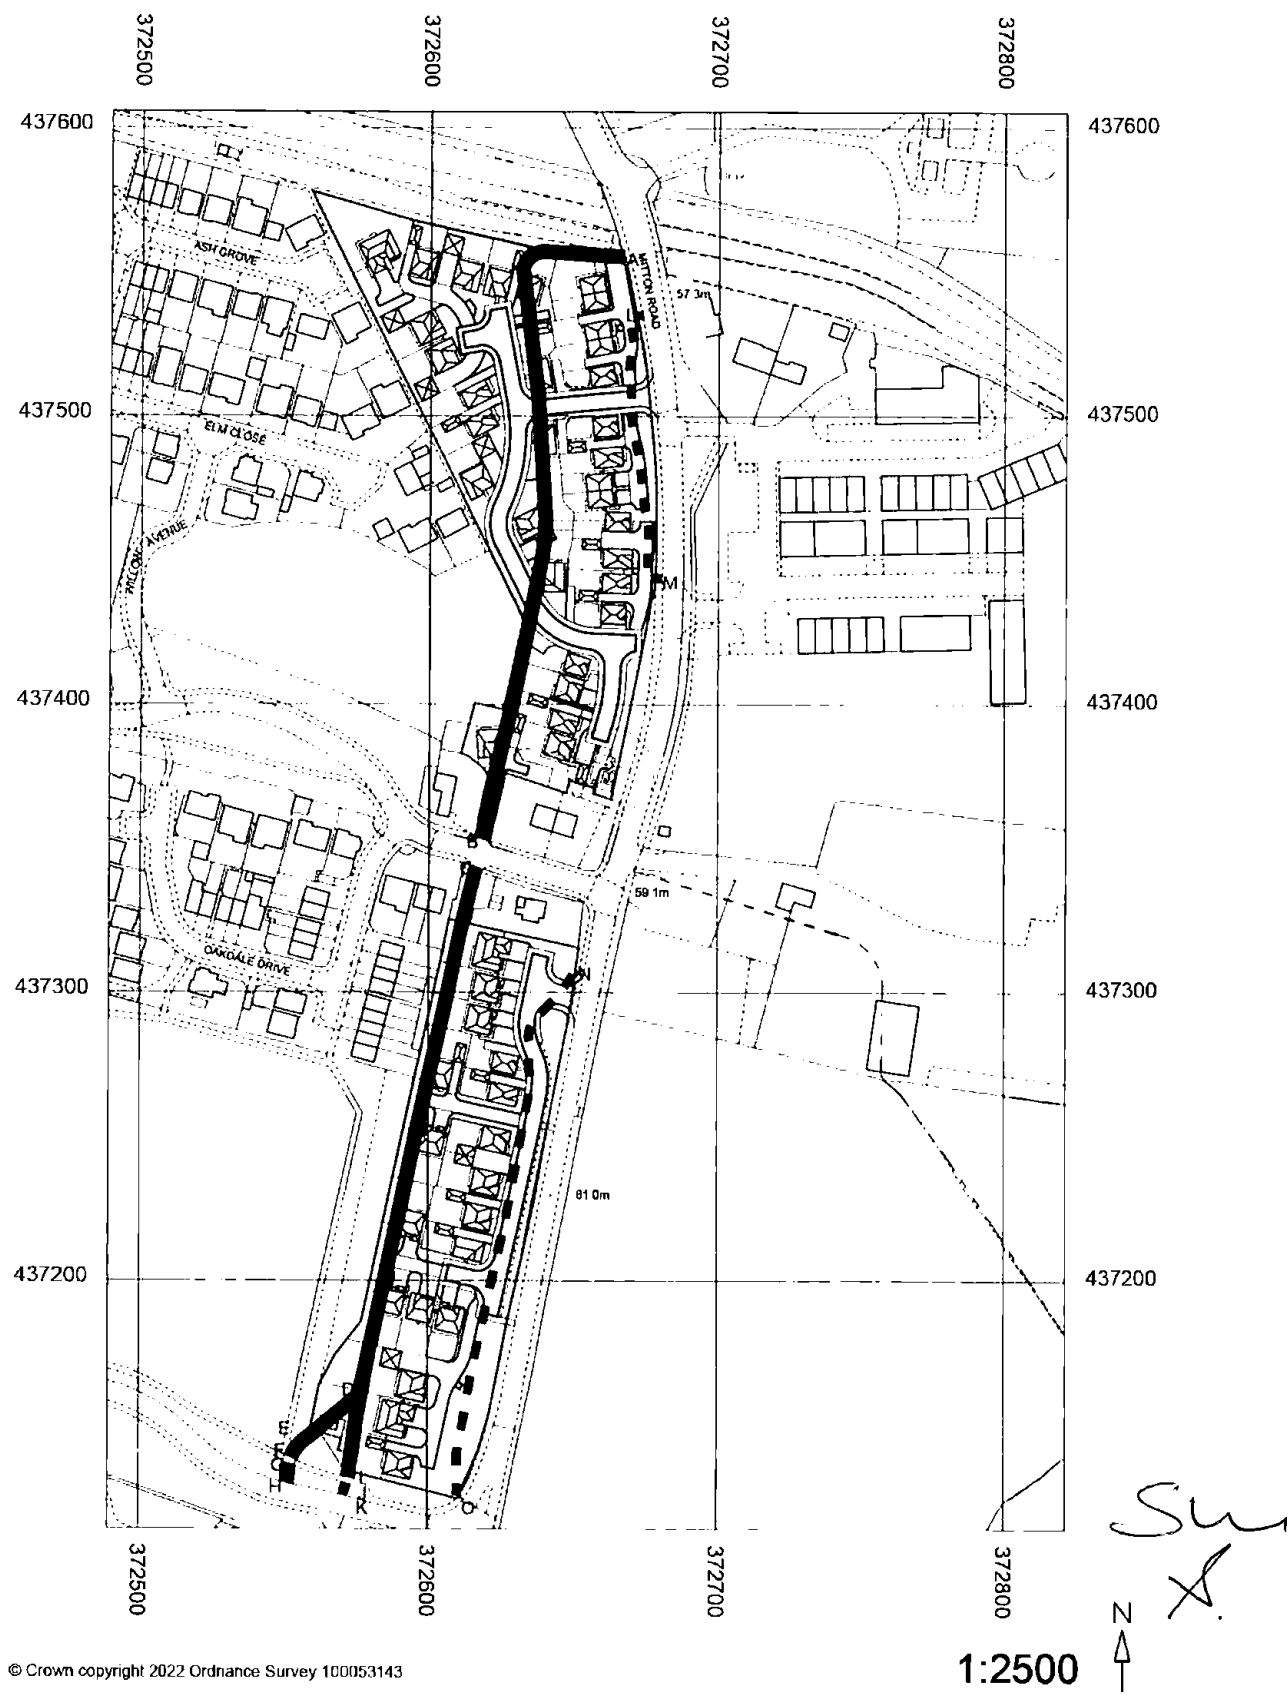 372500
372600
372700
372800
437600
437600
ASH GROVE
A
MITTON ROAD
57.3m
437500
437500
ELM CLOSE
WILLOW AVENUE
M
437400
437400
59.1m
OAKDALE DRIVE
N
437300
437300
61.0m
437200
437200
E
F
G
H
J
K
O
372500
372600
372700
372800
N
1:2500
© Crown copyright 2022 Ordnance Survey 100053143